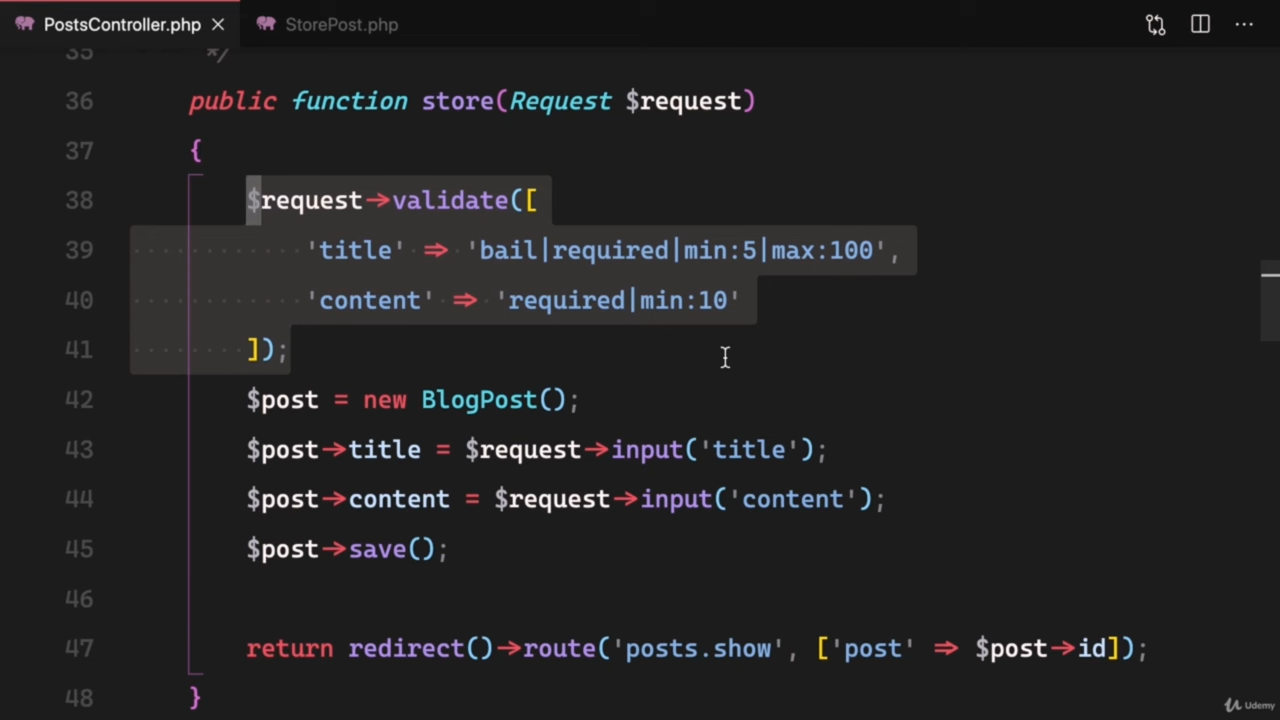 PostsController.php × StorePost.php ...
35 */
36 public function store(Request $request)
37 {
38 $request->validate([
39 'title' => 'bail|required|min:5|max:100',
40 'content' => 'required|min:10'
41 ]);
42 $post = new BlogPost();
43 $post->title = $request->input('title');
44 $post->content = $request->input('content');
45 $post->save();
46
47 return redirect()->route('posts.show', ['post' => $post->id]);
48 }
Udemy